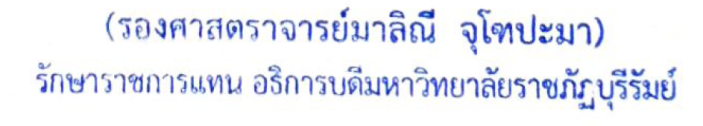 (รองศาสตราจารย์มาลิณี จุโฑปะมา)
รักษาราชการแทน อธิการบดีมหาวิทยาลัยราชภัฏบุรีรัมย์